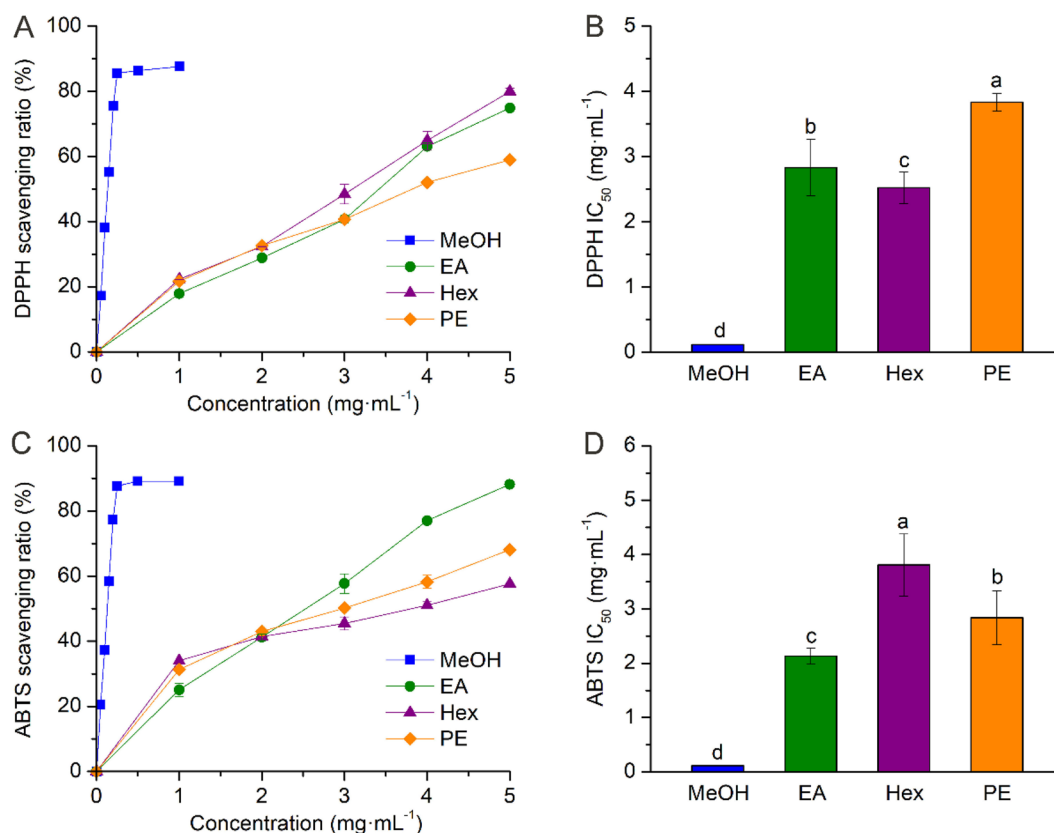 A
DPPH scavenging ratio (%)
100
80
60
40
20
0
0 1 2 3 4 5
Concentration (mg·mL⁻¹)
MeOH
EA
Hex
PE
B
DPPH IC₅₀ (mg·mL⁻¹)
5
4
3
2
1
0
d
b
c
a
MeOH EA Hex PE
C
ABTS scavenging ratio (%)
100
80
60
40
20
0
0 1 2 3 4 5
Concentration (mg·mL⁻¹)
MeOH
EA
Hex
PE
D
ABTS IC₅₀ (mg·mL⁻¹)
6
5
4
3
2
1
0
d
c
a
b
MeOH EA Hex PE